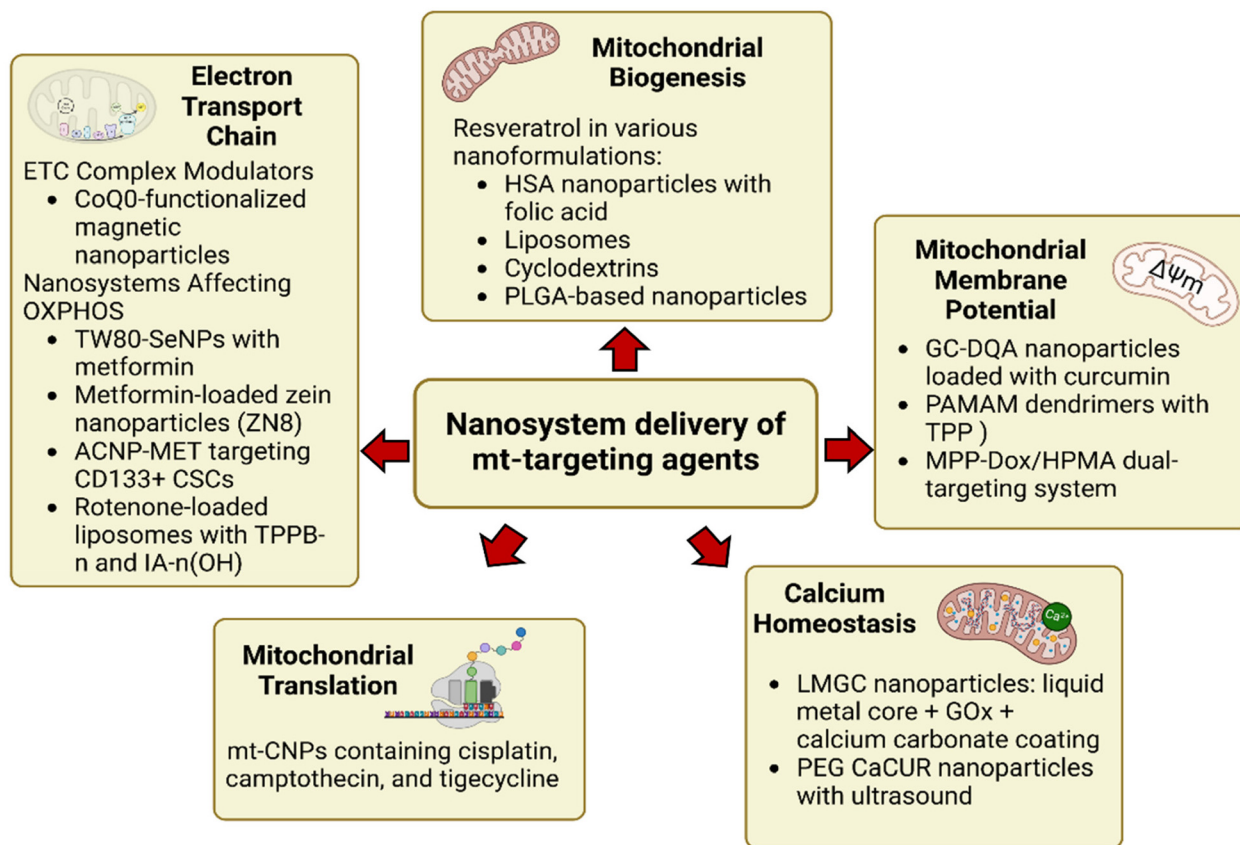 Electron
Transport
Chain
ETC Complex Modulators
• CoQ0-functionalized
magnetic
nanoparticles
Nanosystems Affecting
OXPHOS
• TW80-SeNPs with
metformin
• Metformin-loaded zein
nanoparticles (ZN8)
• ACNP-MET targeting
CD133+ CSCs
• Rotenone-loaded
liposomes with TPPB-
n and IA-n(OH)
Mitochondrial
Biogenesis
Resveratrol in various
nanoformulations:
• HSA nanoparticles with
folic acid
• Liposomes
• Cyclodextrins
• PLGA-based nanoparticles
Mitochondrial
Membrane
Potential
ΔΨm
• GC-DQA nanoparticles
loaded with curcumin
• PAMAM dendrimers with
TPP )
• MPP-Dox/HPMA dual-
targeting system
Nanosystem delivery of
mt-targeting agents
Mitochondrial
Translation
mt-CNPs containing cisplatin,
camptothecin, and tigecycline
Calcium
Homeostasis
Ca²⁺
• LMGC nanoparticles: liquid
metal core + GOx +
calcium carbonate coating
• PEG CaCUR nanoparticles
with ultrasound